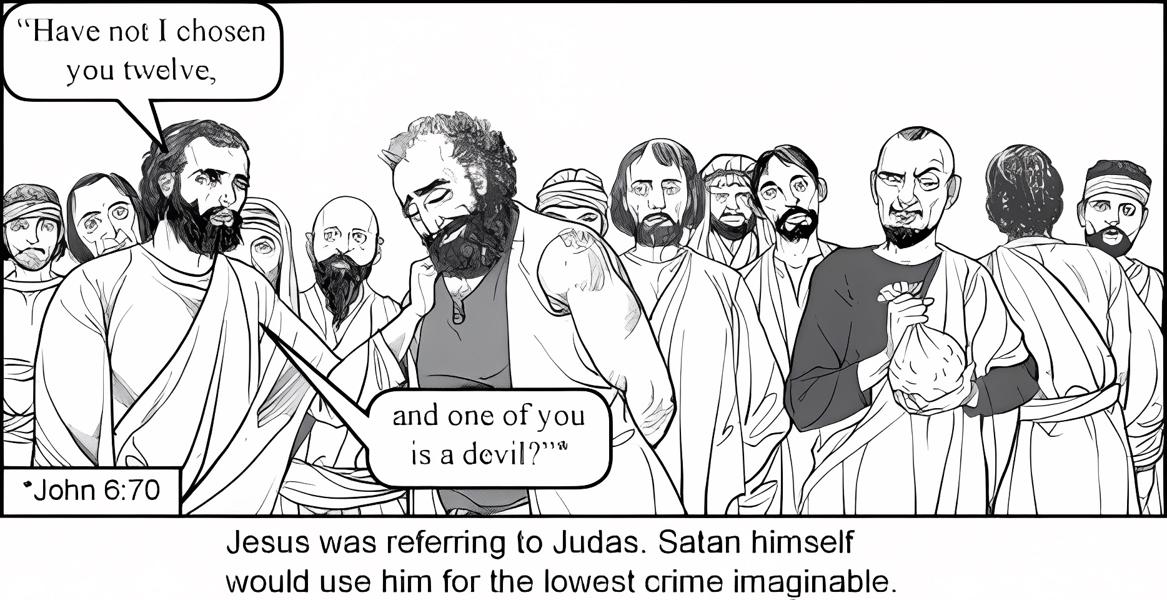 “Have not I chosen
you twelve,
and one of you
is a devil?”*
*John 6:70
Jesus was referring to Judas. Satan himself
would use him for the lowest crime imaginable.